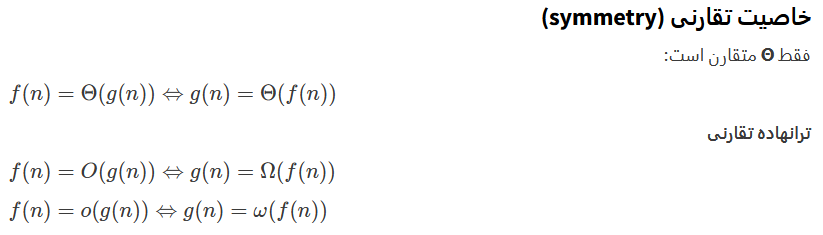 خاصیت تقارنی (symmetry)
فقط Θ متقارن است:
f(n) = Θ(g(n)) ⇔ g(n) = Θ(f(n))
ترانهاده تقارنی
f(n) = O(g(n)) ⇔ g(n) = Ω(f(n))
f(n) = o(g(n)) ⇔ g(n) = ω(f(n))